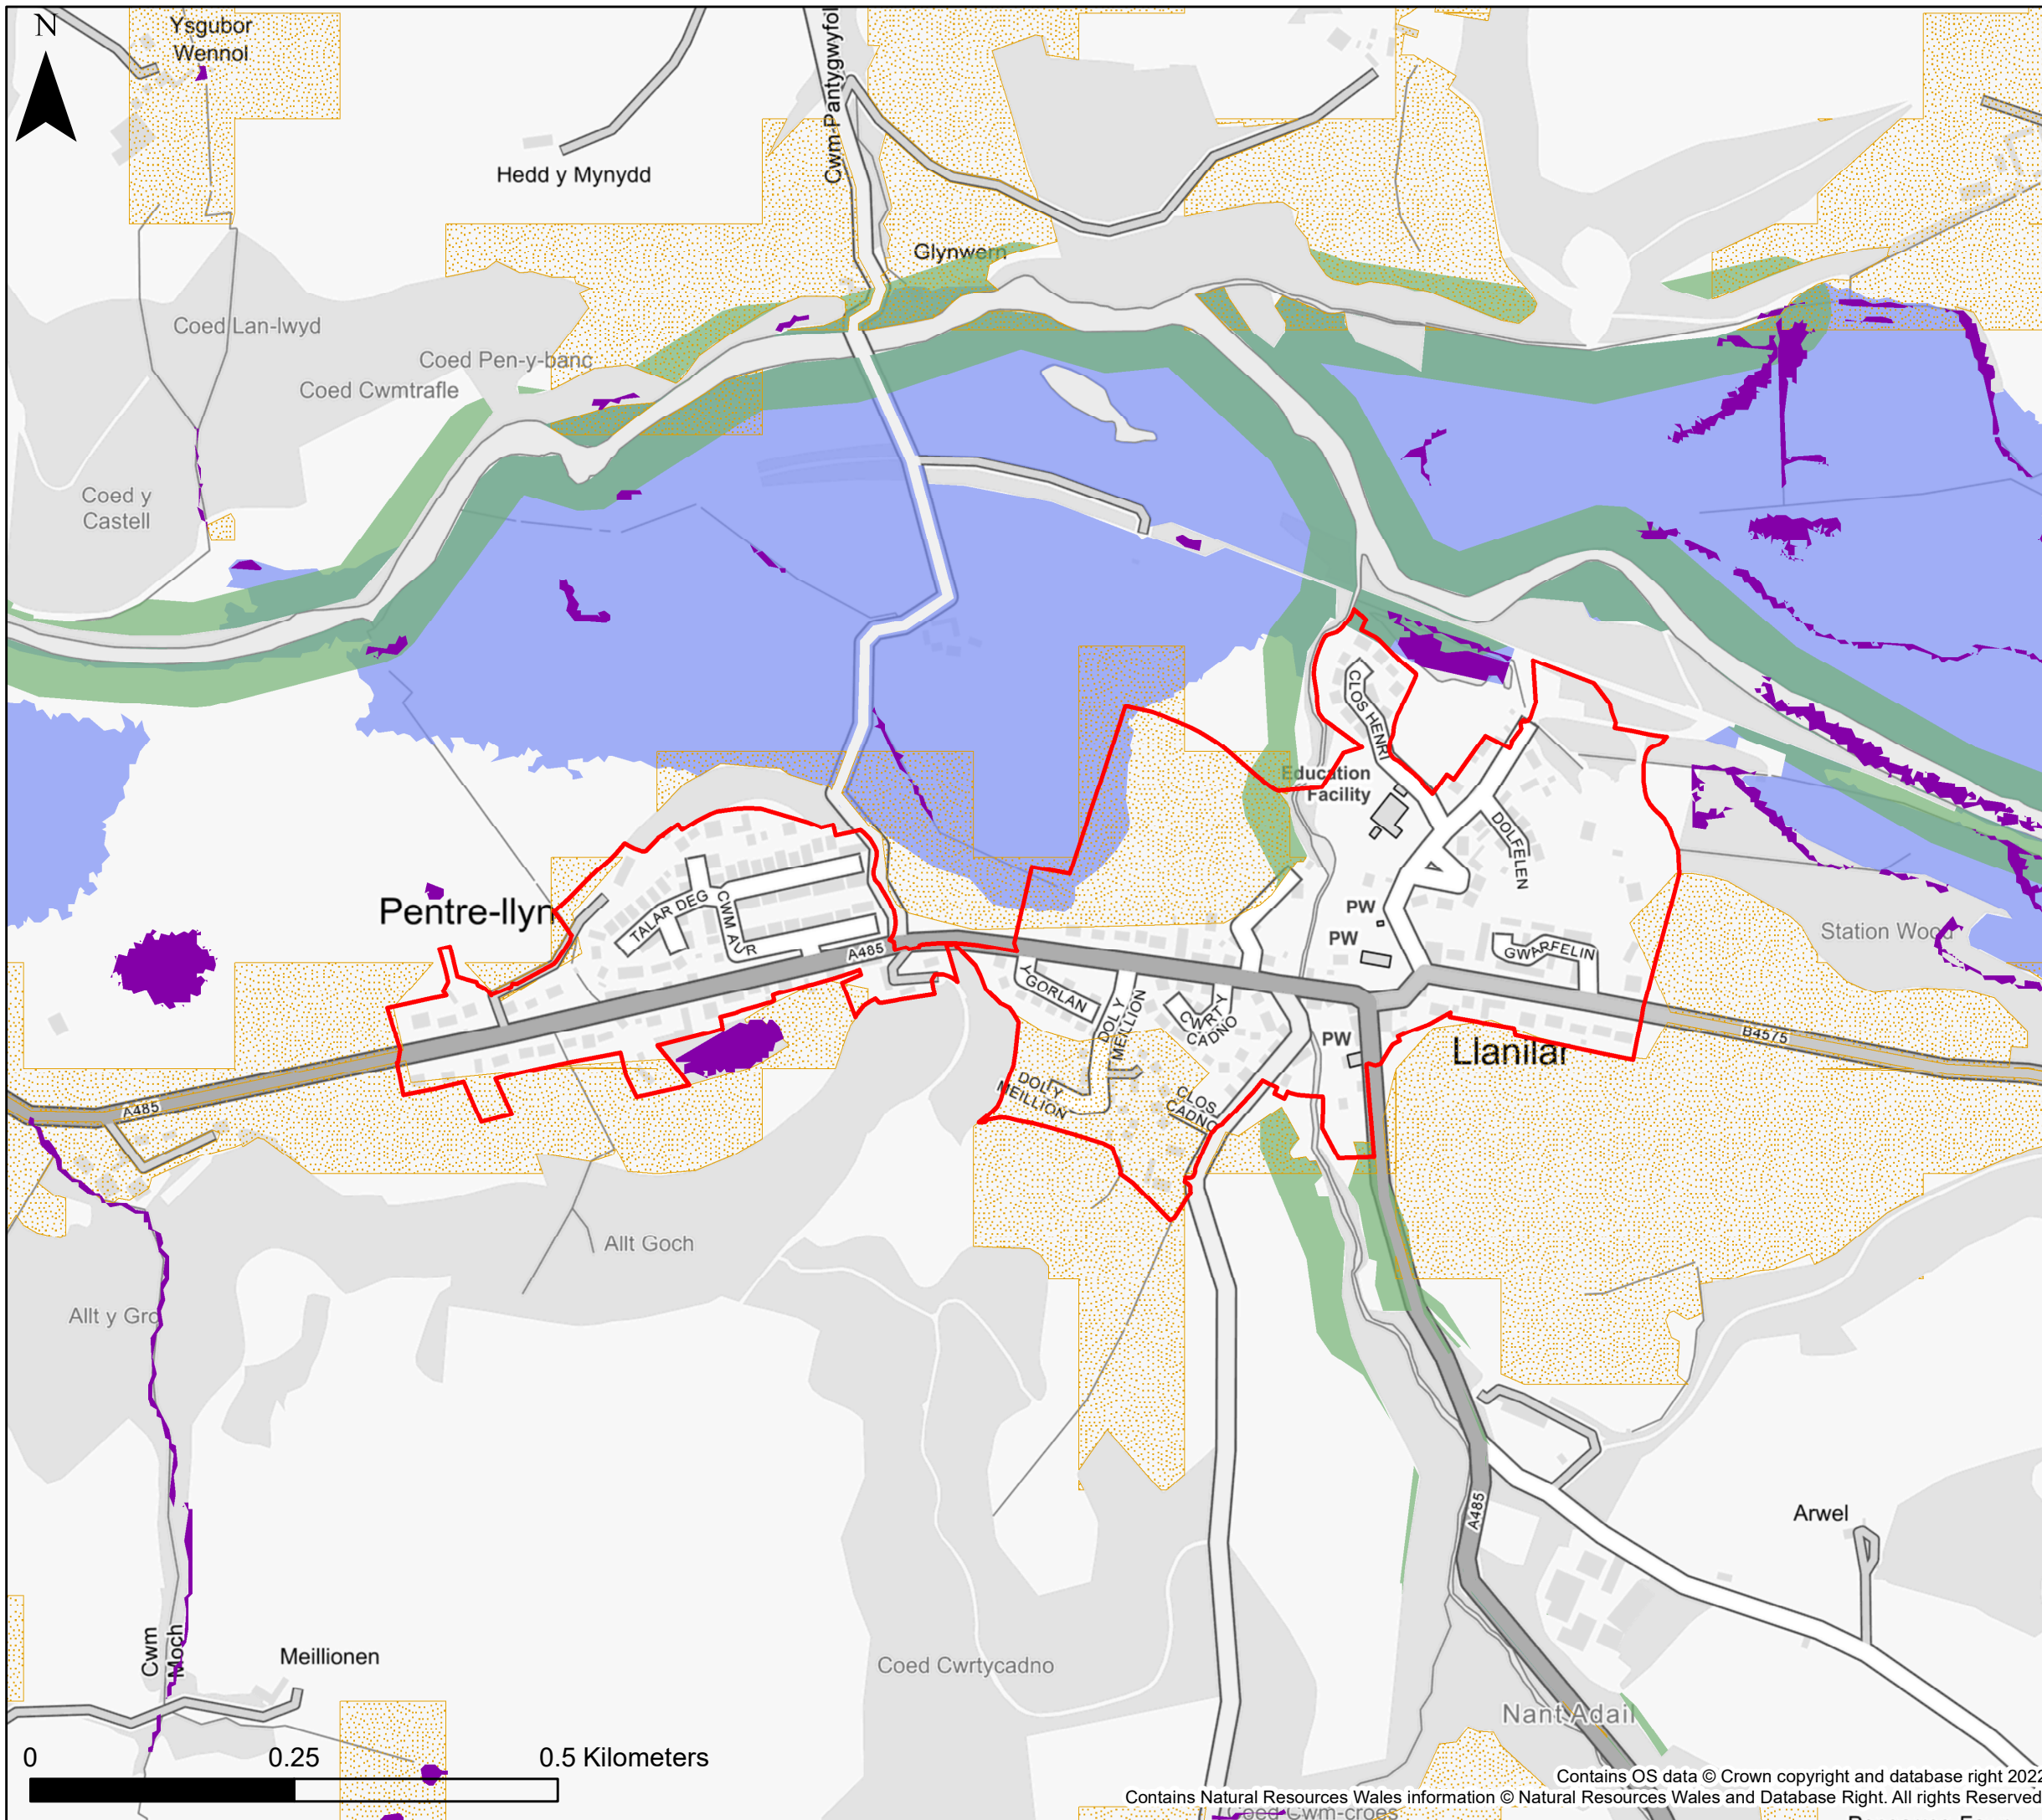 N
Ysgubor
Wennol
Cwm-Pantygwyfol
Hedd y Mynydd
Glynwern
Coed Lan-lwyd
Coed Pen-y-banc
Coed Cwmtrafle
Coed y
Castell
CLOS HENRI
Education
Facility
DOLFELEN
Pentre-llyn
TALAR DEG
CWM AUR
A485
PW
PW
Station Wood
GWARFELIN
Y GORLAN
DOL Y
MEILLION
CWRT Y
CADNO
PW
Llanilar
B4575
DOL Y
MEILLION
CLOS
CADNO
A485
Allt Goch
Allt y Gro
A485
Arwel
Cwm
Moch
Meillionen
Coed Cwrtycadno
Nant Adail
0
0.25
0.5 Kilometers
Contains OS data © Crown copyright and database right 2022
Contains Natural Resources Wales information © Natural Resources Wales and Database Right. All rights Reserved
Coed Cwm-croes